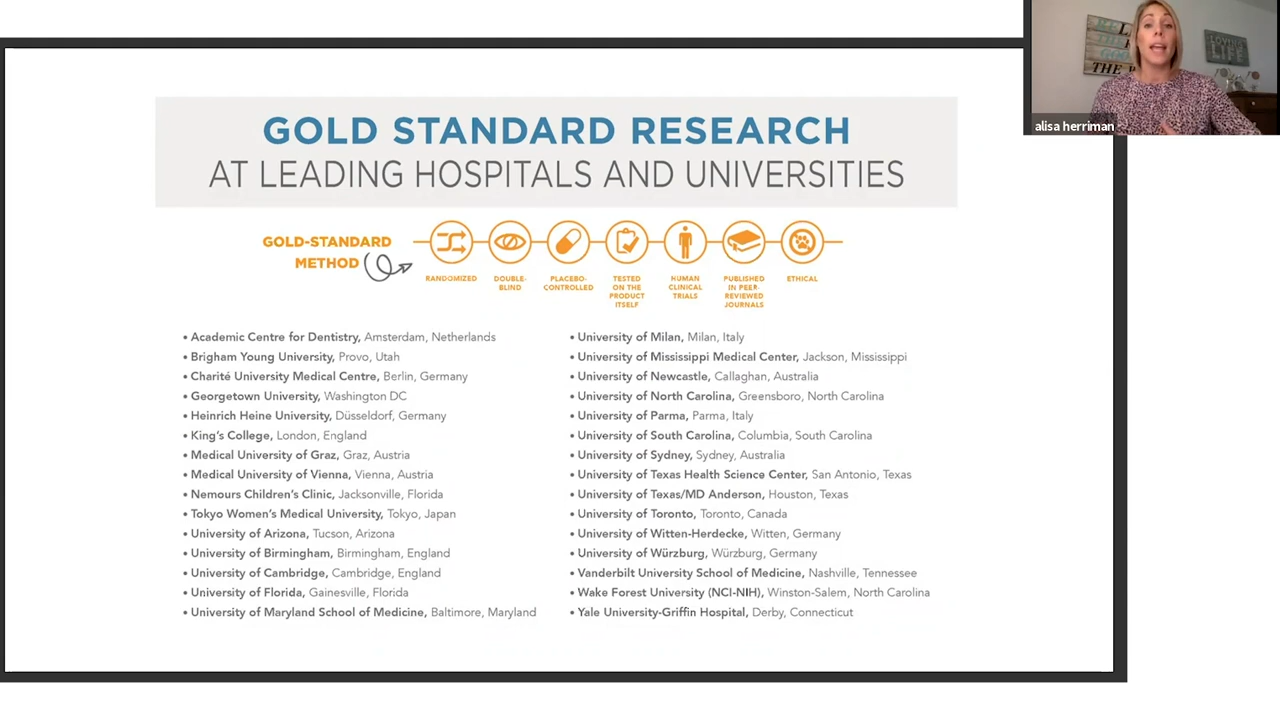 GOLD STANDARD RESEARCH
AT LEADING HOSPITALS AND UNIVERSITIES
GOLD-STANDARD
METHOD
RANDOMIZED
DOUBLE-
BLIND
PLACEBO-
CONTROLLED
TESTED
ON THE
PRODUCT
ITSELF
HUMAN
CLINICAL
TRIALS
PUBLISHED
IN PEER-
REVIEWED
JOURNALS
ETHICAL
• Academic Centre for Dentistry, Amsterdam, Netherlands
• Brigham Young University, Provo, Utah
• Charité University Medical Centre, Berlin, Germany
• Georgetown University, Washington DC
• Heinrich Heine University, Düsseldorf, Germany
• King's College, London, England
• Medical University of Graz, Graz, Austria
• Medical University of Vienna, Vienna, Austria
• Nemours Children's Clinic, Jacksonville, Florida
• Tokyo Women's Medical University, Tokyo, Japan
• University of Arizona, Tucson, Arizona
• University of Birmingham, Birmingham, England
• University of Cambridge, Cambridge, England
• University of Florida, Gainesville, Florida
• University of Maryland School of Medicine, Baltimore, Maryland
• University of Milan, Milan, Italy
• University of Mississippi Medical Center, Jackson, Mississippi
• University of Newcastle, Callaghan, Australia
• University of North Carolina, Greensboro, North Carolina
• University of Parma, Parma, Italy
• University of South Carolina, Columbia, South Carolina
• University of Sydney, Sydney, Australia
• University of Texas Health Science Center, San Antonio, Texas
• University of Texas/MD Anderson, Houston, Texas
• University of Toronto, Toronto, Canada
• University of Witten-Herdecke, Witten, Germany
• University of Würzburg, Würzburg, Germany
• Vanderbilt University School of Medicine, Nashville, Tennessee
• Wake Forest University (NCI-NIH), Winston-Salem, North Carolina
• Yale University-Griffin Hospital, Derby, Connecticut
LIFE
THE
alisa herriman